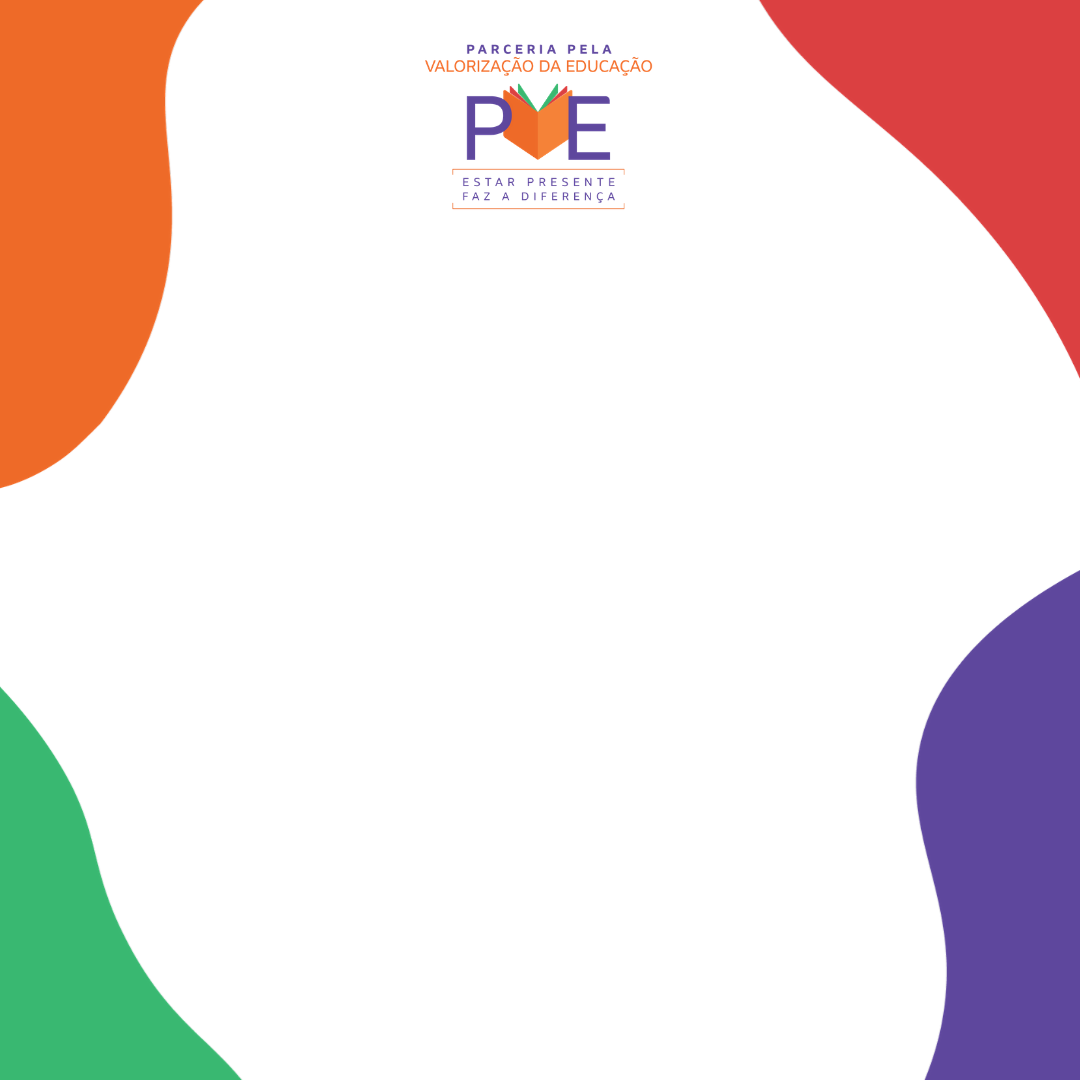 PARCERIA PELA
VALORIZAÇÃO DA EDUCAÇÃO
PVE
ESTAR PRESENTE
FAZ A DIFERENÇA